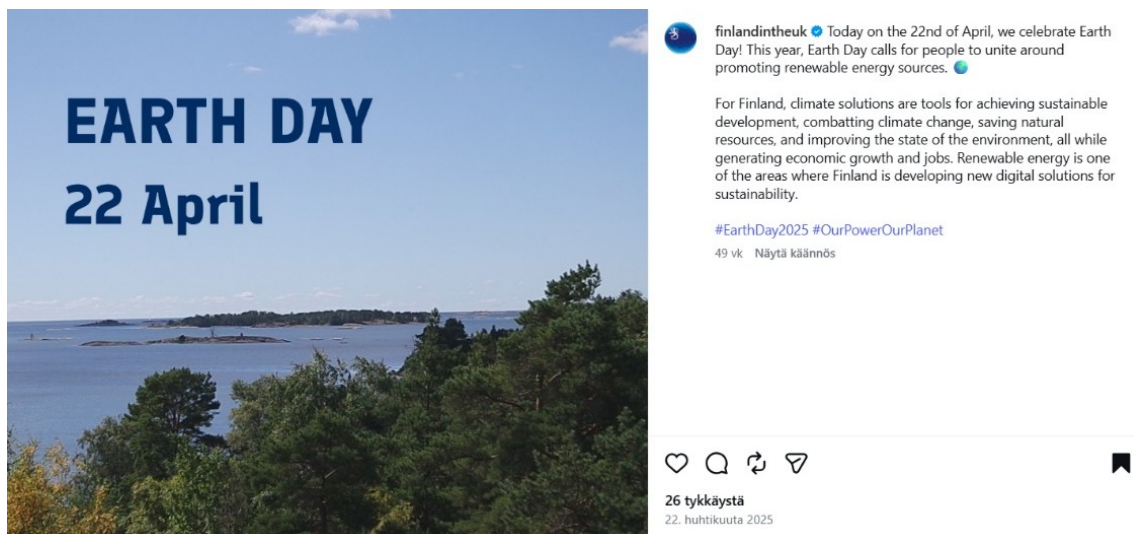 EARTH DAY
22 April
finlandintheuk Today on the 22nd of April, we celebrate Earth
Day! This year, Earth Day calls for people to unite around
promoting renewable energy sources. 🌍
For Finland, climate solutions are tools for achieving sustainable
development, combatting climate change, saving natural
resources, and improving the state of the environment, all while
generating economic growth and jobs. Renewable energy is one
of the areas where Finland is developing new digital solutions for
sustainability.
#EarthDay2025 #OurPowerOurPlanet
49 vk Näytä käännös
26 tykkäystä
22. huhtikuuta 2025